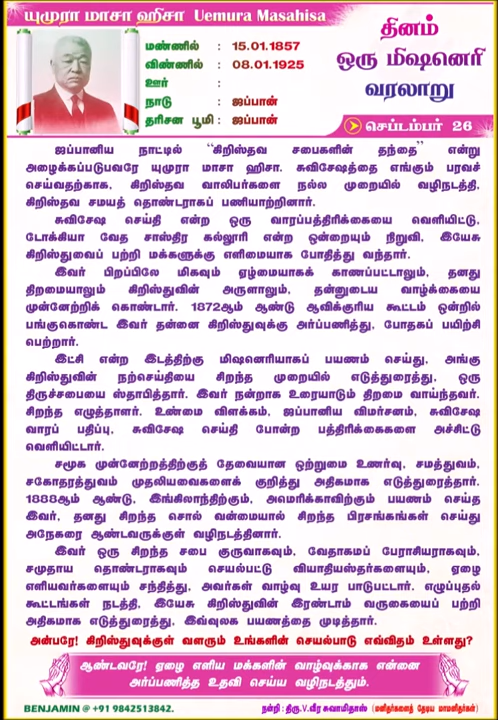 யுமுரா மாசா ஹிசா Uemura Masahisa
மண்ணில் : 15.01.1857
விண்ணில் : 08.01.1925
ஊர் :
நாடு : ஜப்பான்
தரிசன பூமி : ஜப்பான்
தினம்
ஒரு மிஷனெரி
வரலாறு
செப்டம்பர் 26
ஜப்பானிய நாட்டில் "கிறிஸ்தவ சபைகளின் தந்தை" என்று
அழைக்கப்படுபவரே யுமுரா மாசா ஹிசா. சுவிசேஷத்தை எங்கும் பரவச்
செய்வதற்காக, கிறிஸ்தவ வாலிபர்களை நல்ல முறையில் வழிநடத்தி,
கிறிஸ்தவ சமயத் தொண்டராகப் பணியாற்றினார்.
சுவிசேஷ செய்தி என்ற ஒரு வாரப்பத்திரிக்கையை வெளியிட்டு,
டோக்கியா வேத சாஸ்திர கல்லூரி என்ற ஒன்றையும் நிறுவி, இயேசு
கிறிஸ்துவைப் பற்றி மக்களுக்கு எளிமையாக போதித்து வந்தார்.
இவர் பிறப்பிலே மிகவும் ஏழ்மையாகக் காணப்பட்டாலும், தனது
திறமையாலும் கிறிஸ்துவின் அருளாலும், தன்னுடைய வாழ்க்கையை
முன்னேற்றிக் கொண்டார். 1872ஆம் ஆண்டு ஆவிக்குரிய கூட்டம் ஒன்றில்
பங்குகொண்ட இவர் தன்னை கிறிஸ்துவுக்கு அர்ப்பணித்து, போதகப் பயிற்சி
பெற்றார்.
இட்சி என்ற இடத்திற்கு மிஷனெரியாகப் பயணம் செய்து, அங்கு
கிறிஸ்துவின் நற்செய்தியை சிறந்த முறையில் எடுத்துரைத்து, ஒரு
திருச்சபையை ஸ்தாபித்தார். இவர் நன்றாக உரையாடும் திறமை வாய்ந்தவர்.
சிறந்த எழுத்தாளர். உண்மை விளக்கம், ஜப்பானிய விமர்சனம், சுவிசேஷ
வாரப் பதிப்பு, சுவிசேஷ செய்தி போன்ற பத்திரிக்கைகளை அச்சிட்டு
வெளியிட்டார்.
சமூக முன்னேற்றத்திற்குத் தேவையான ஒற்றுமை உணர்வு, சமத்துவம்,
சகோதரத்துவம் முதலியவைகளைக் குறித்து அதிகமாக எடுத்துரைத்தார்.
1888ஆம் ஆண்டு, இங்கிலாந்திற்கும், அமெரிக்காவிற்கும் பயணம் செய்த
இவர், தனது சிறந்த சொல் வன்மையால் சிறந்த பிரசங்கங்கள் செய்து
அநேகரை ஆண்டவருக்குள் வழிநடத்தினார்.
இவர் ஒரு சிறந்த சபை குருவாகவும், வேதாகமப் பேராசியராகவும்,
சமுதாய தொண்டராகவும் செயல்பட்டு வியாதியஸ்தர்களையும், ஏழை
எளியவர்களையும் சந்தித்து, அவர்கள் வாழ்வு உயர பாடுபட்டார். எழுப்புதல்
கூட்டங்கள் நடத்தி, இயேசு கிறிஸ்துவின் இரண்டாம் வருகையைப் பற்றி
அதிகமாக எடுத்துரைத்து, இவ்வுலக பயணத்தை முடித்தார்.
அன்பரே! கிறிஸ்துவுக்குள் வளரும் உங்களின் செயல்பாடு எவ்விதம் உள்ளது?
ஆண்டவரே! ஏழை எளிய மக்களின் வாழ்வுக்காக என்னை
அர்ப்பணித்த உதவி செய்ய வழிநடத்தும்.
BENJAMIN @ +91 9842513842.
நன்றி : திரு.V.வீர சுவாமிதாஸ் (மனிதர்களைத் தேடிய மாமனிதர்கள்)